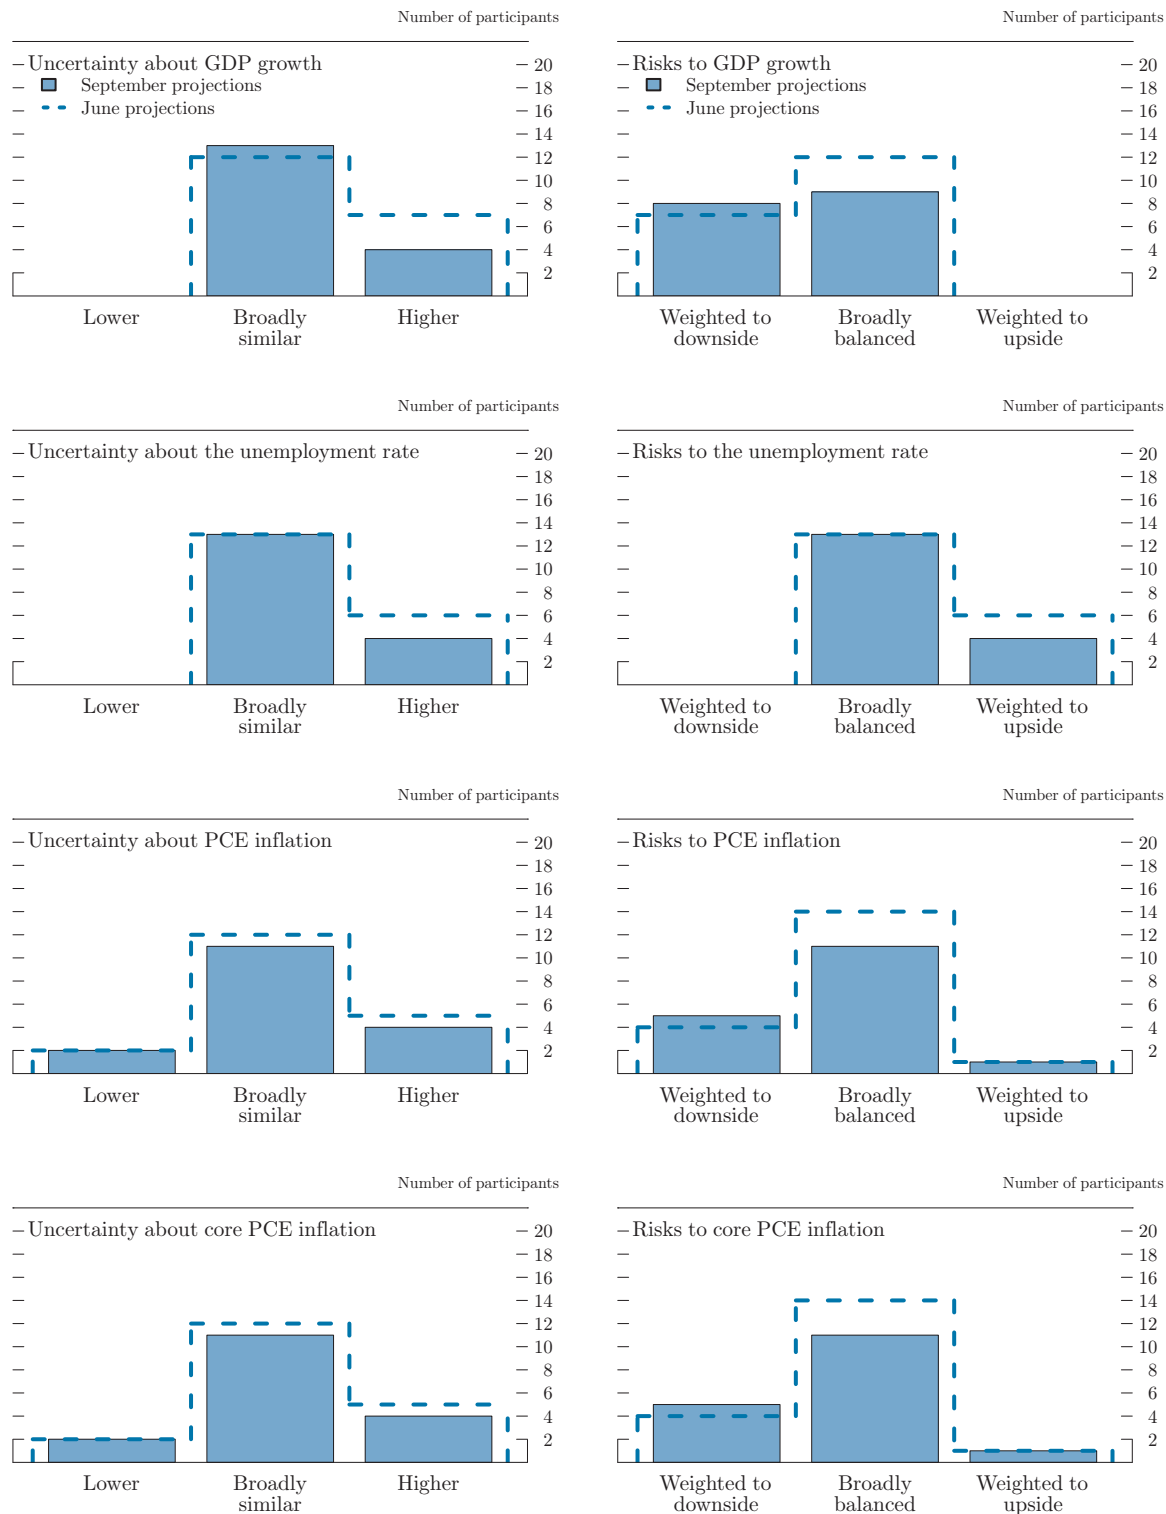 Number of participants
Uncertainty about GDP growth
September projections
June projections
20
18
16
14
12
10
8
6
4
2
Lower
Broadly
similar
Higher
Number of participants
Risks to GDP growth
September projections
June projections
20
18
16
14
12
10
8
6
4
2
Weighted to
downside
Broadly
balanced
Weighted to
upside
Number of participants
Uncertainty about the unemployment rate
20
18
16
14
12
10
8
6
4
2
Lower
Broadly
similar
Higher
Number of participants
Risks to the unemployment rate
20
18
16
14
12
10
8
6
4
2
Weighted to
downside
Broadly
balanced
Weighted to
upside
Number of participants
Uncertainty about PCE inflation
20
18
16
14
12
10
8
6
4
2
Lower
Broadly
similar
Higher
Number of participants
Risks to PCE inflation
20
18
16
14
12
10
8
6
4
2
Weighted to
downside
Broadly
balanced
Weighted to
upside
Number of participants
Uncertainty about core PCE inflation
20
18
16
14
12
10
8
6
4
2
Lower
Broadly
similar
Higher
Number of participants
Risks to core PCE inflation
20
18
16
14
12
10
8
6
4
2
Weighted to
downside
Broadly
balanced
Weighted to
upside